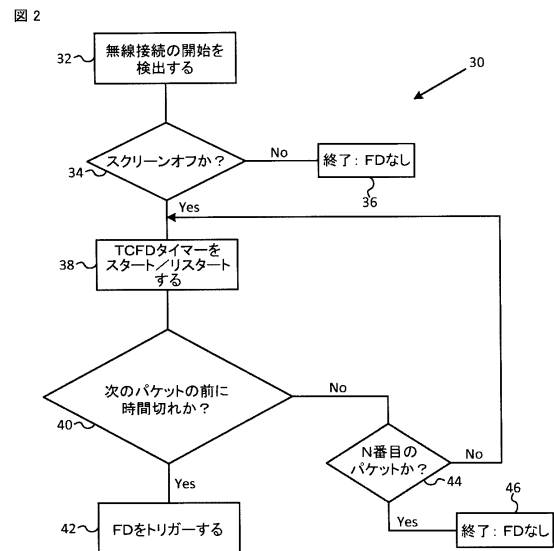 図 2
無線接続の開始を
検出する
32
30
スクリーンオフか？
34
No
終了：FDなし
36
Yes
TCFDタイマーを
スタート／リスタート
する
38
次のパケットの前に
時間切れか？
40
No
N番目の
パケットか？
44
No
Yes
FDをトリガーする
42
Yes
46
終了：FDなし